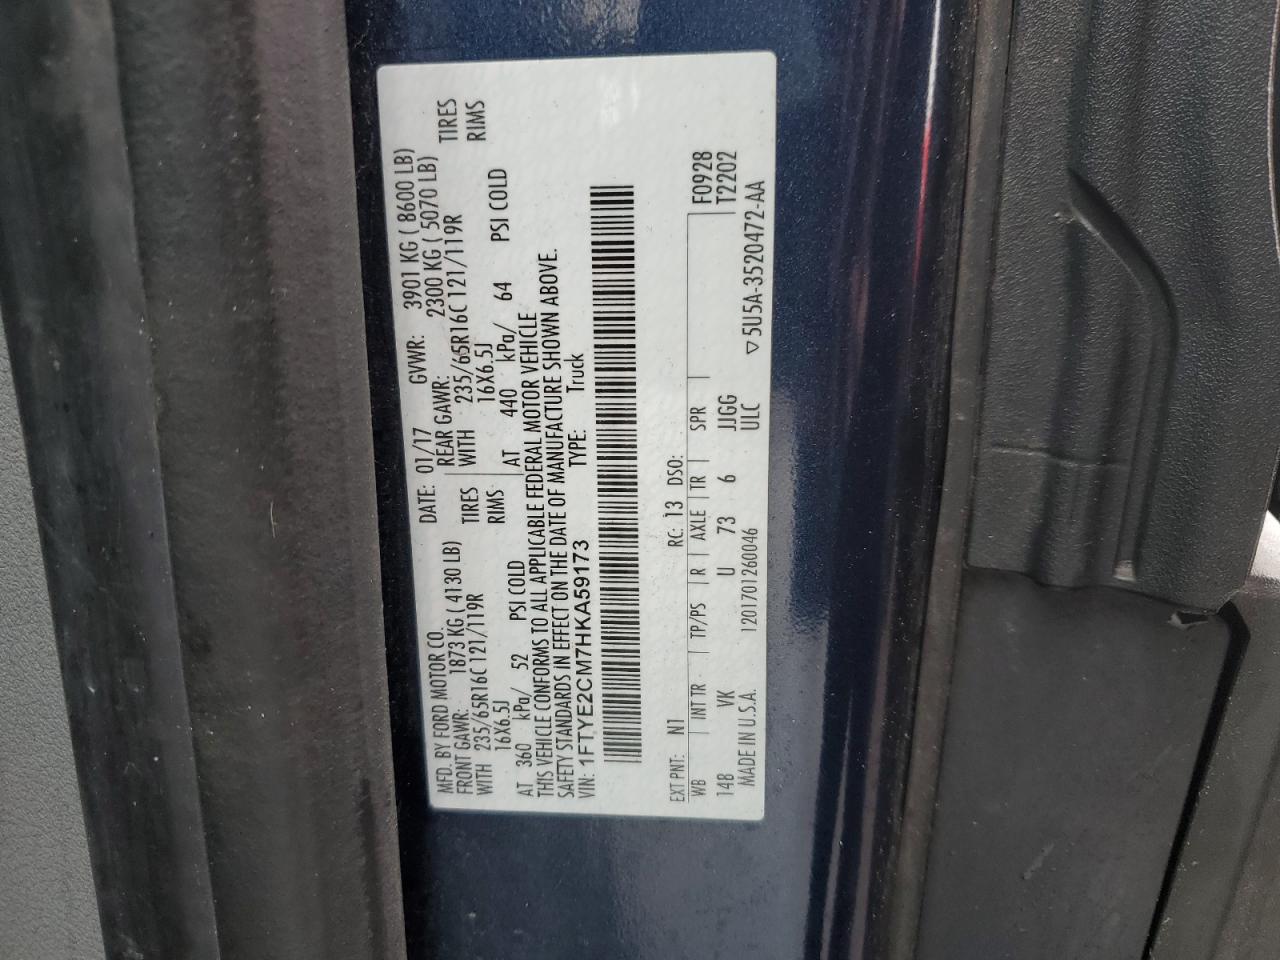 MFD. BY FORD MOTOR CO. DATE: 01/17 GVWR: 3901 KG ( 8600 LB)
FRONT GAWR: 1873 KG ( 4130 LB) REAR GAWR: 2300 KG ( 5070 LB)
WITH 235/65R16C 121/119R TIRES WITH 235/65R16C 121/119R TIRES
16X6.5J RIMS 16X6.5J RIMS
AT 360 kPa/ 52 PSI COLD AT 440 kPa/ 64 PSI COLD
THIS VEHICLE CONFORMS TO ALL APPLICABLE FEDERAL MOTOR VEHICLE
SAFETY STANDARDS IN EFFECT ON THE DATE OF MANUFACTURE SHOWN ABOVE.
VIN: 1FTYE2CM7HKA59173 TYPE: Truck
EXT PNT: N1 RC: 13 DSO: F0928
WB INT TR TP/PS R AXLE TR SPR T2202
148 VK U 73 6 JJGG ▽5U5A-3520472-AA
MADE IN U.S.A. 1201701260046 ULC